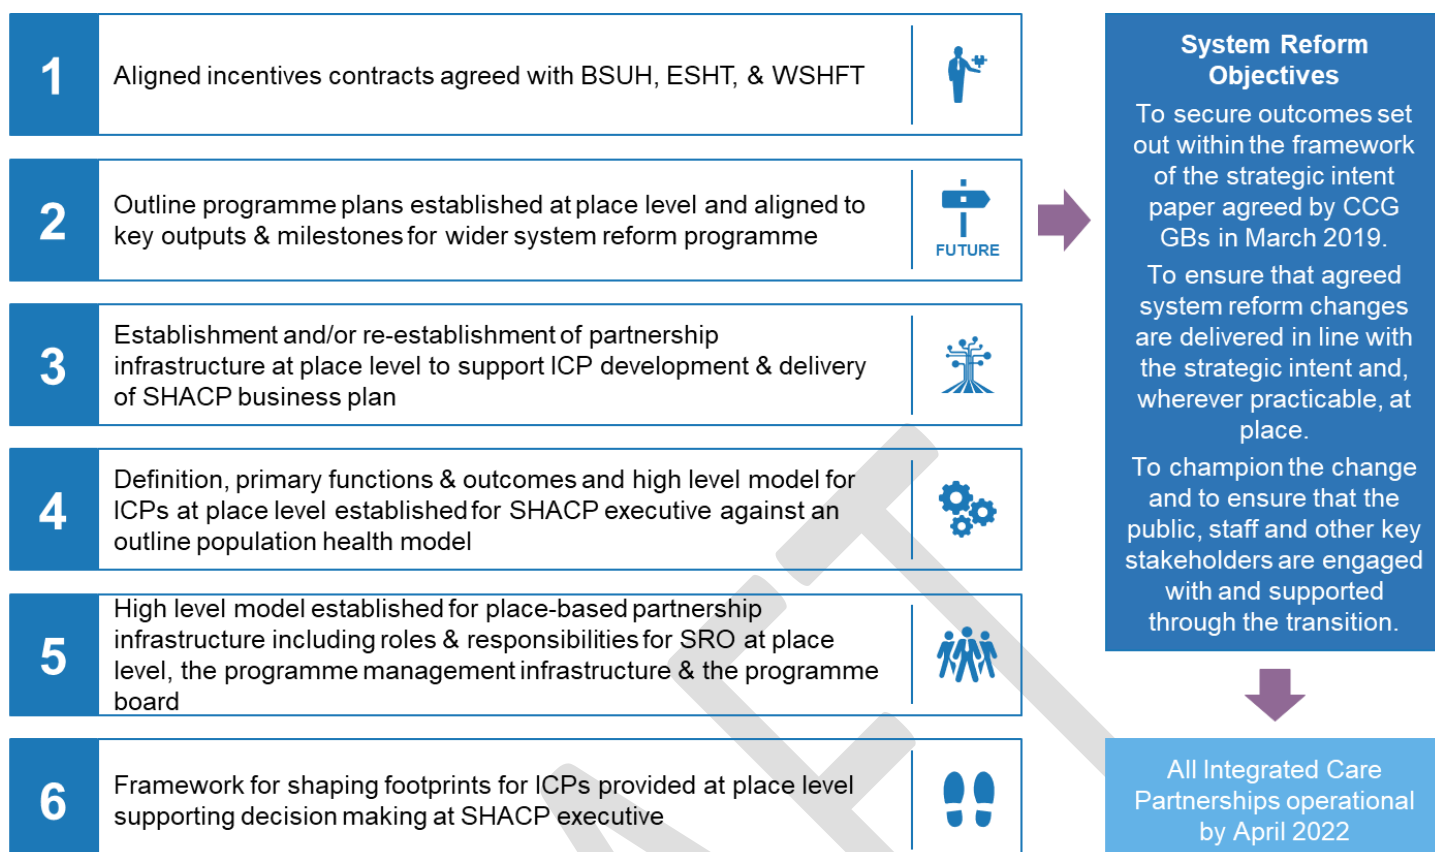 1
Aligned incentives contracts agreed with BSUH, ESHT, & WSHFT
2
Outline programme plans established at place level and aligned to
key outputs & milestones for wider system reform programme
FUTURE
3
Establishment and/or re-establishment of partnership
infrastructure at place level to support ICP development & delivery
of SHACP business plan
4
Definition, primary functions & outcomes and high level model for
ICPs at place level established for SHACP executive against an
outline population health model
5
High level model established for place-based partnership
infrastructure including roles & responsibilities for SRO at place
level, the programme management infrastructure & the programme
board
6
Framework for shaping footprints for ICPs provided at place level
supporting decision making at SHACP executive
System Reform
Objectives
To secure outcomes set
out within the framework
of the strategic intent
paper agreed by CCG
GBs in March 2019.
To ensure that agreed
system reform changes
are delivered in line with
the strategic intent and,
wherever practicable, at
place.
To champion the change
and to ensure that the
public, staff and other key
stakeholders are engaged
with and supported
through the transition.
All Integrated Care
Partnerships operational
by April 2022